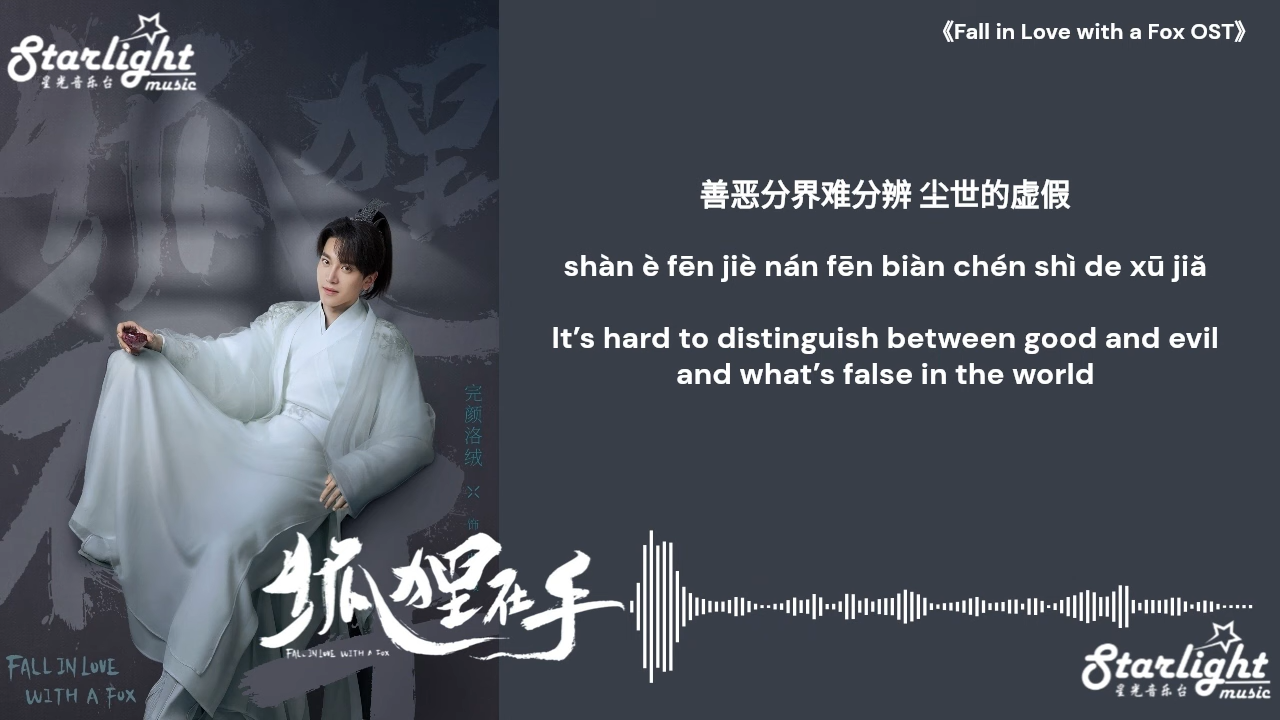 Starlight
星光音乐台 music
《Fall in Love with a Fox OST》
善恶分界难分辨 尘世的虚假
shàn è fēn jiè nán fēn biàn chén shì de xū jiǎ
It's hard to distinguish between good and evil
and what's false in the world
完颜洛绒
饰
狐狸在手
FALL IN LOVE WITH A FOX
FALL IN LOVE
WITH A FOX
Starlight
星光音乐台 music